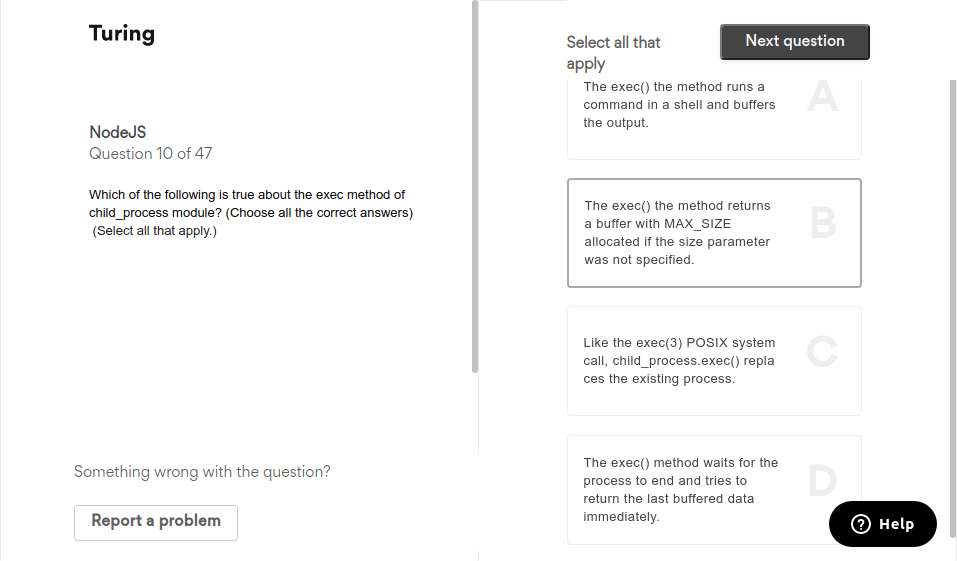 Turing
NodeJS
Question 10 of 47
Which of the following is true about the exec method of
child_process module? (Choose all the correct answers)
(Select all that apply.)
Something wrong with the question?
Report a problem
Select all that
apply
Next question
The exec() the method runs a
command in a shell and buffers
the output.
A
The exec() the method returns
a buffer with MAX_SIZE
allocated if the size parameter
was not specified.
B
Like the exec(3) POSIX system
call, child_process.exec() repla
ces the existing process.
C
The exec() method waits for the
process to end and tries to
return the last buffered data
immediately.
D
Help